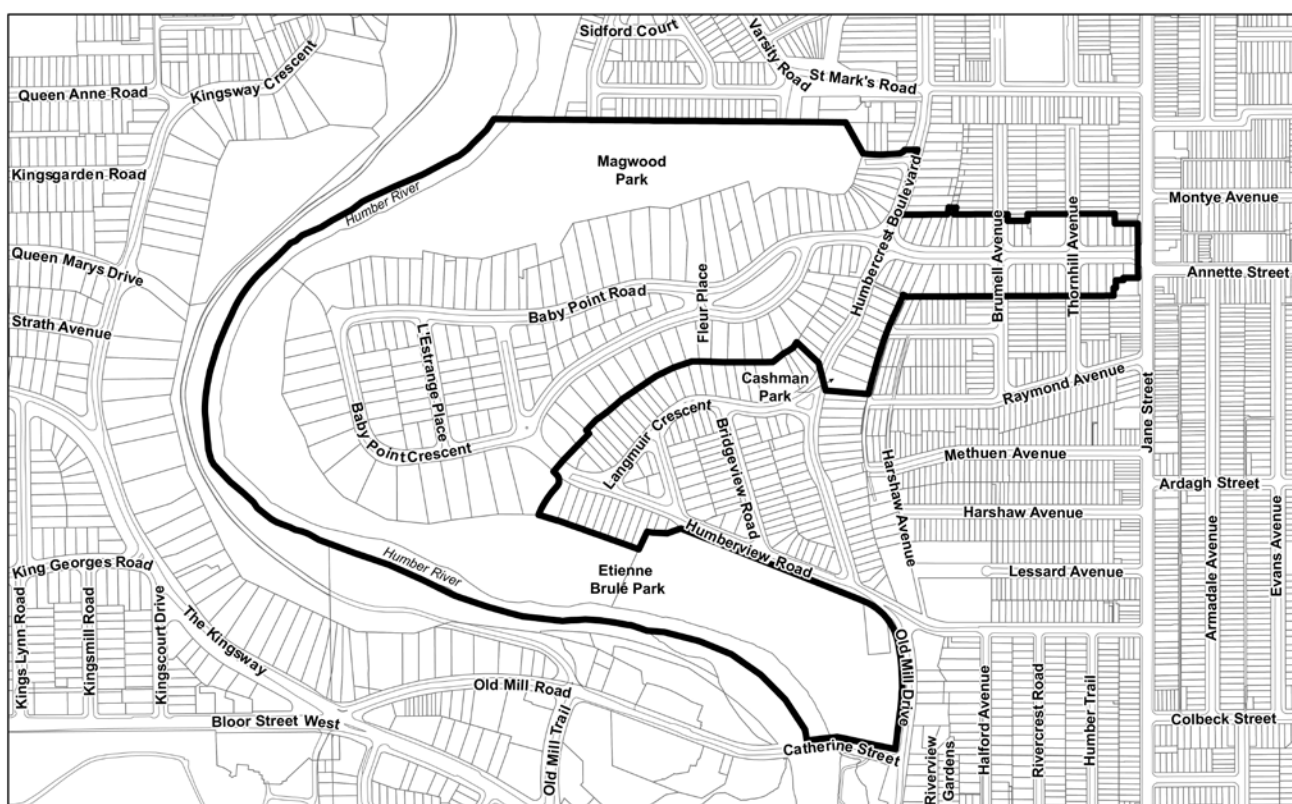 Sidford Court
Varsity Road
St Mark's Road
Kingsway Crescent
Queen Anne Road
Magwood
Park
Kingsgarden Road
Humber River
Montye Avenue
Humbercrest Boulevard
Brumell Avenue
Thornhill Avenue
Queen Marys Drive
Annette Street
Fleur Place
Baby Point Road
Strath Avenue
L'Estrange Place
Cashman
Park
Raymond Avenue
Jane Street
Langmuir Crescent
Baby Point Crescent
Bridgeview Road
Methuen Avenue
Harshaw Avenue
Ardagh Street
Harshaw Avenue
Armadale Avenue
Evans Avenue
Humberview Road
Humber River
Etienne
Brulé Park
King Georges Road
Lessard Avenue
Kings Lynn Road
Kingsmill Road
Kingscourt Drive
The Kingsway
Old Mill Road
Old Mill Drive
Halford Avenue
Rivercrest Road
Humber Trail
Bloor Street West
Old Mill Trail
Catherine Street
Colbeck Street
Riverview
Gardens